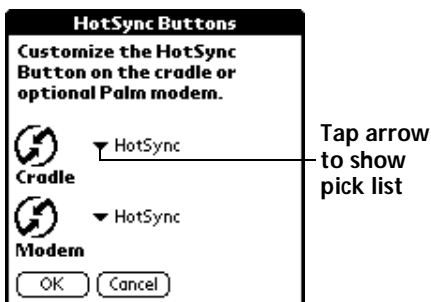 HotSync Buttons
Customize the HotSync
Button on the cradle or
optional Palm modem.
HotSync
Cradle
HotSync
Modem
OK Cancel
Tap arrow
to show
pick list